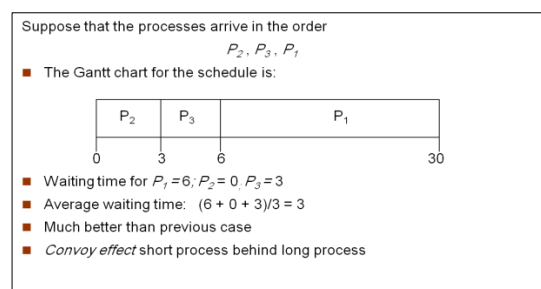 Suppose that the processes arrive in the order
P₂ , P₃ , P₁
■ The Gantt chart for the schedule is:
P₂ P₃ P₁
0 3 6 30
■ Waiting time for P₁ = 6; P₂ = 0, P₃ = 3
■ Average waiting time: (6 + 0 + 3)/3 = 3
■ Much better than previous case
■ Convoy effect short process behind long process